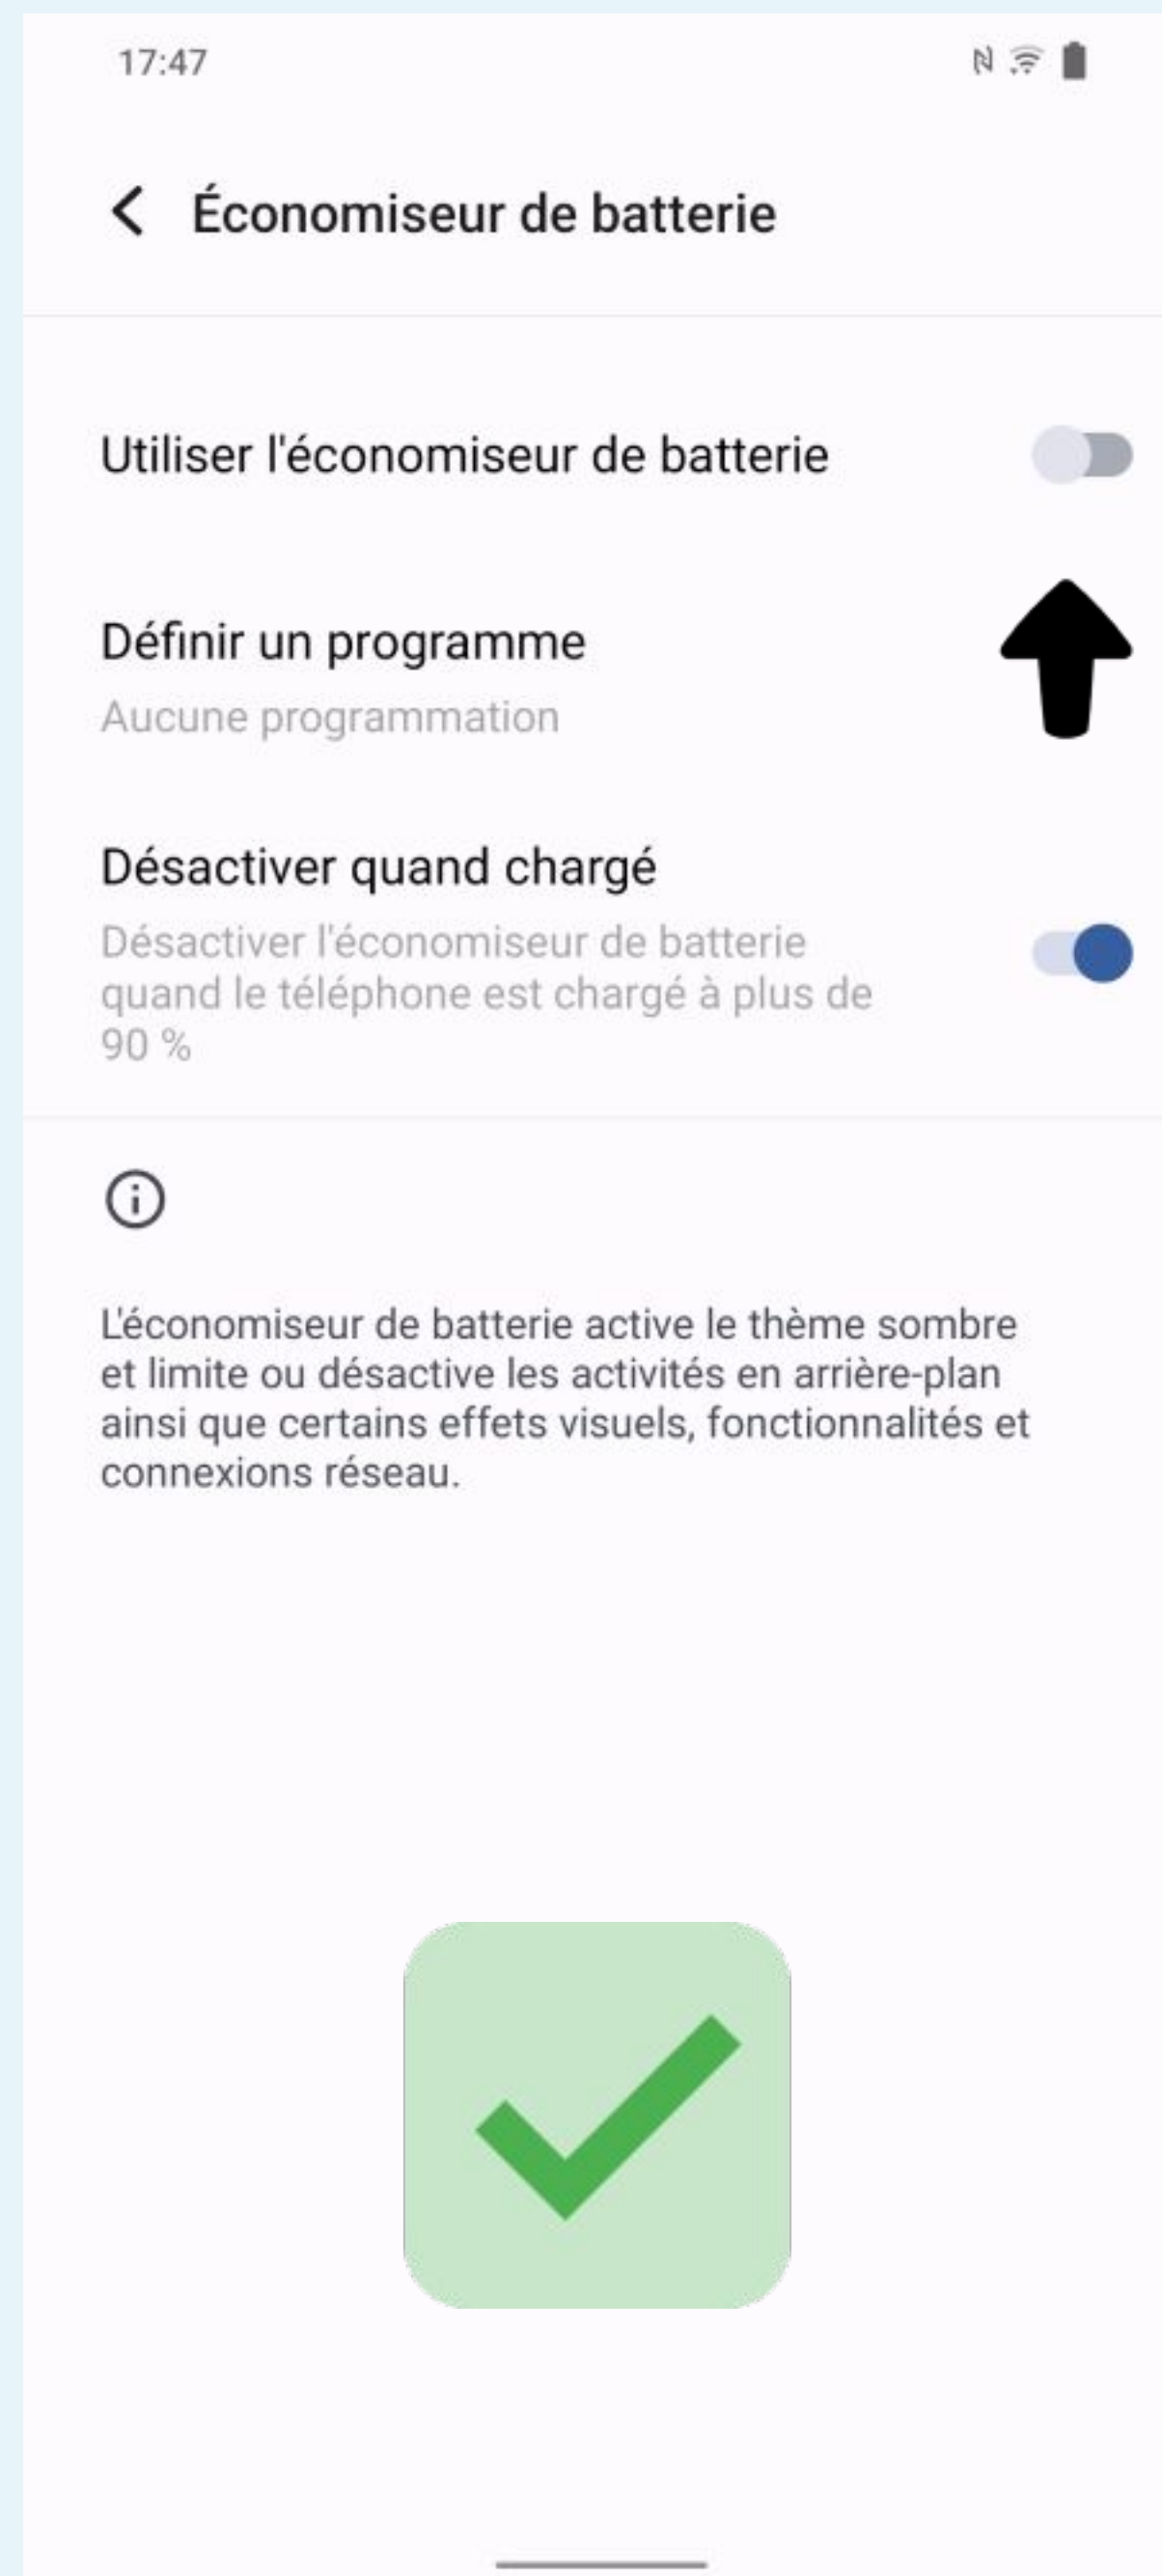 17:47
Économiseur de batterie
Utiliser l'économiseur de batterie
Définir un programme
Aucune programmation
Désactiver quand chargé
Désactiver l'économiseur de batterie
quand le téléphone est chargé à plus de
90 %
L'économiseur de batterie active le thème sombre
et limite ou désactive les activités en arrière-plan
ainsi que certains effets visuels, fonctionnalités et
connexions réseau.